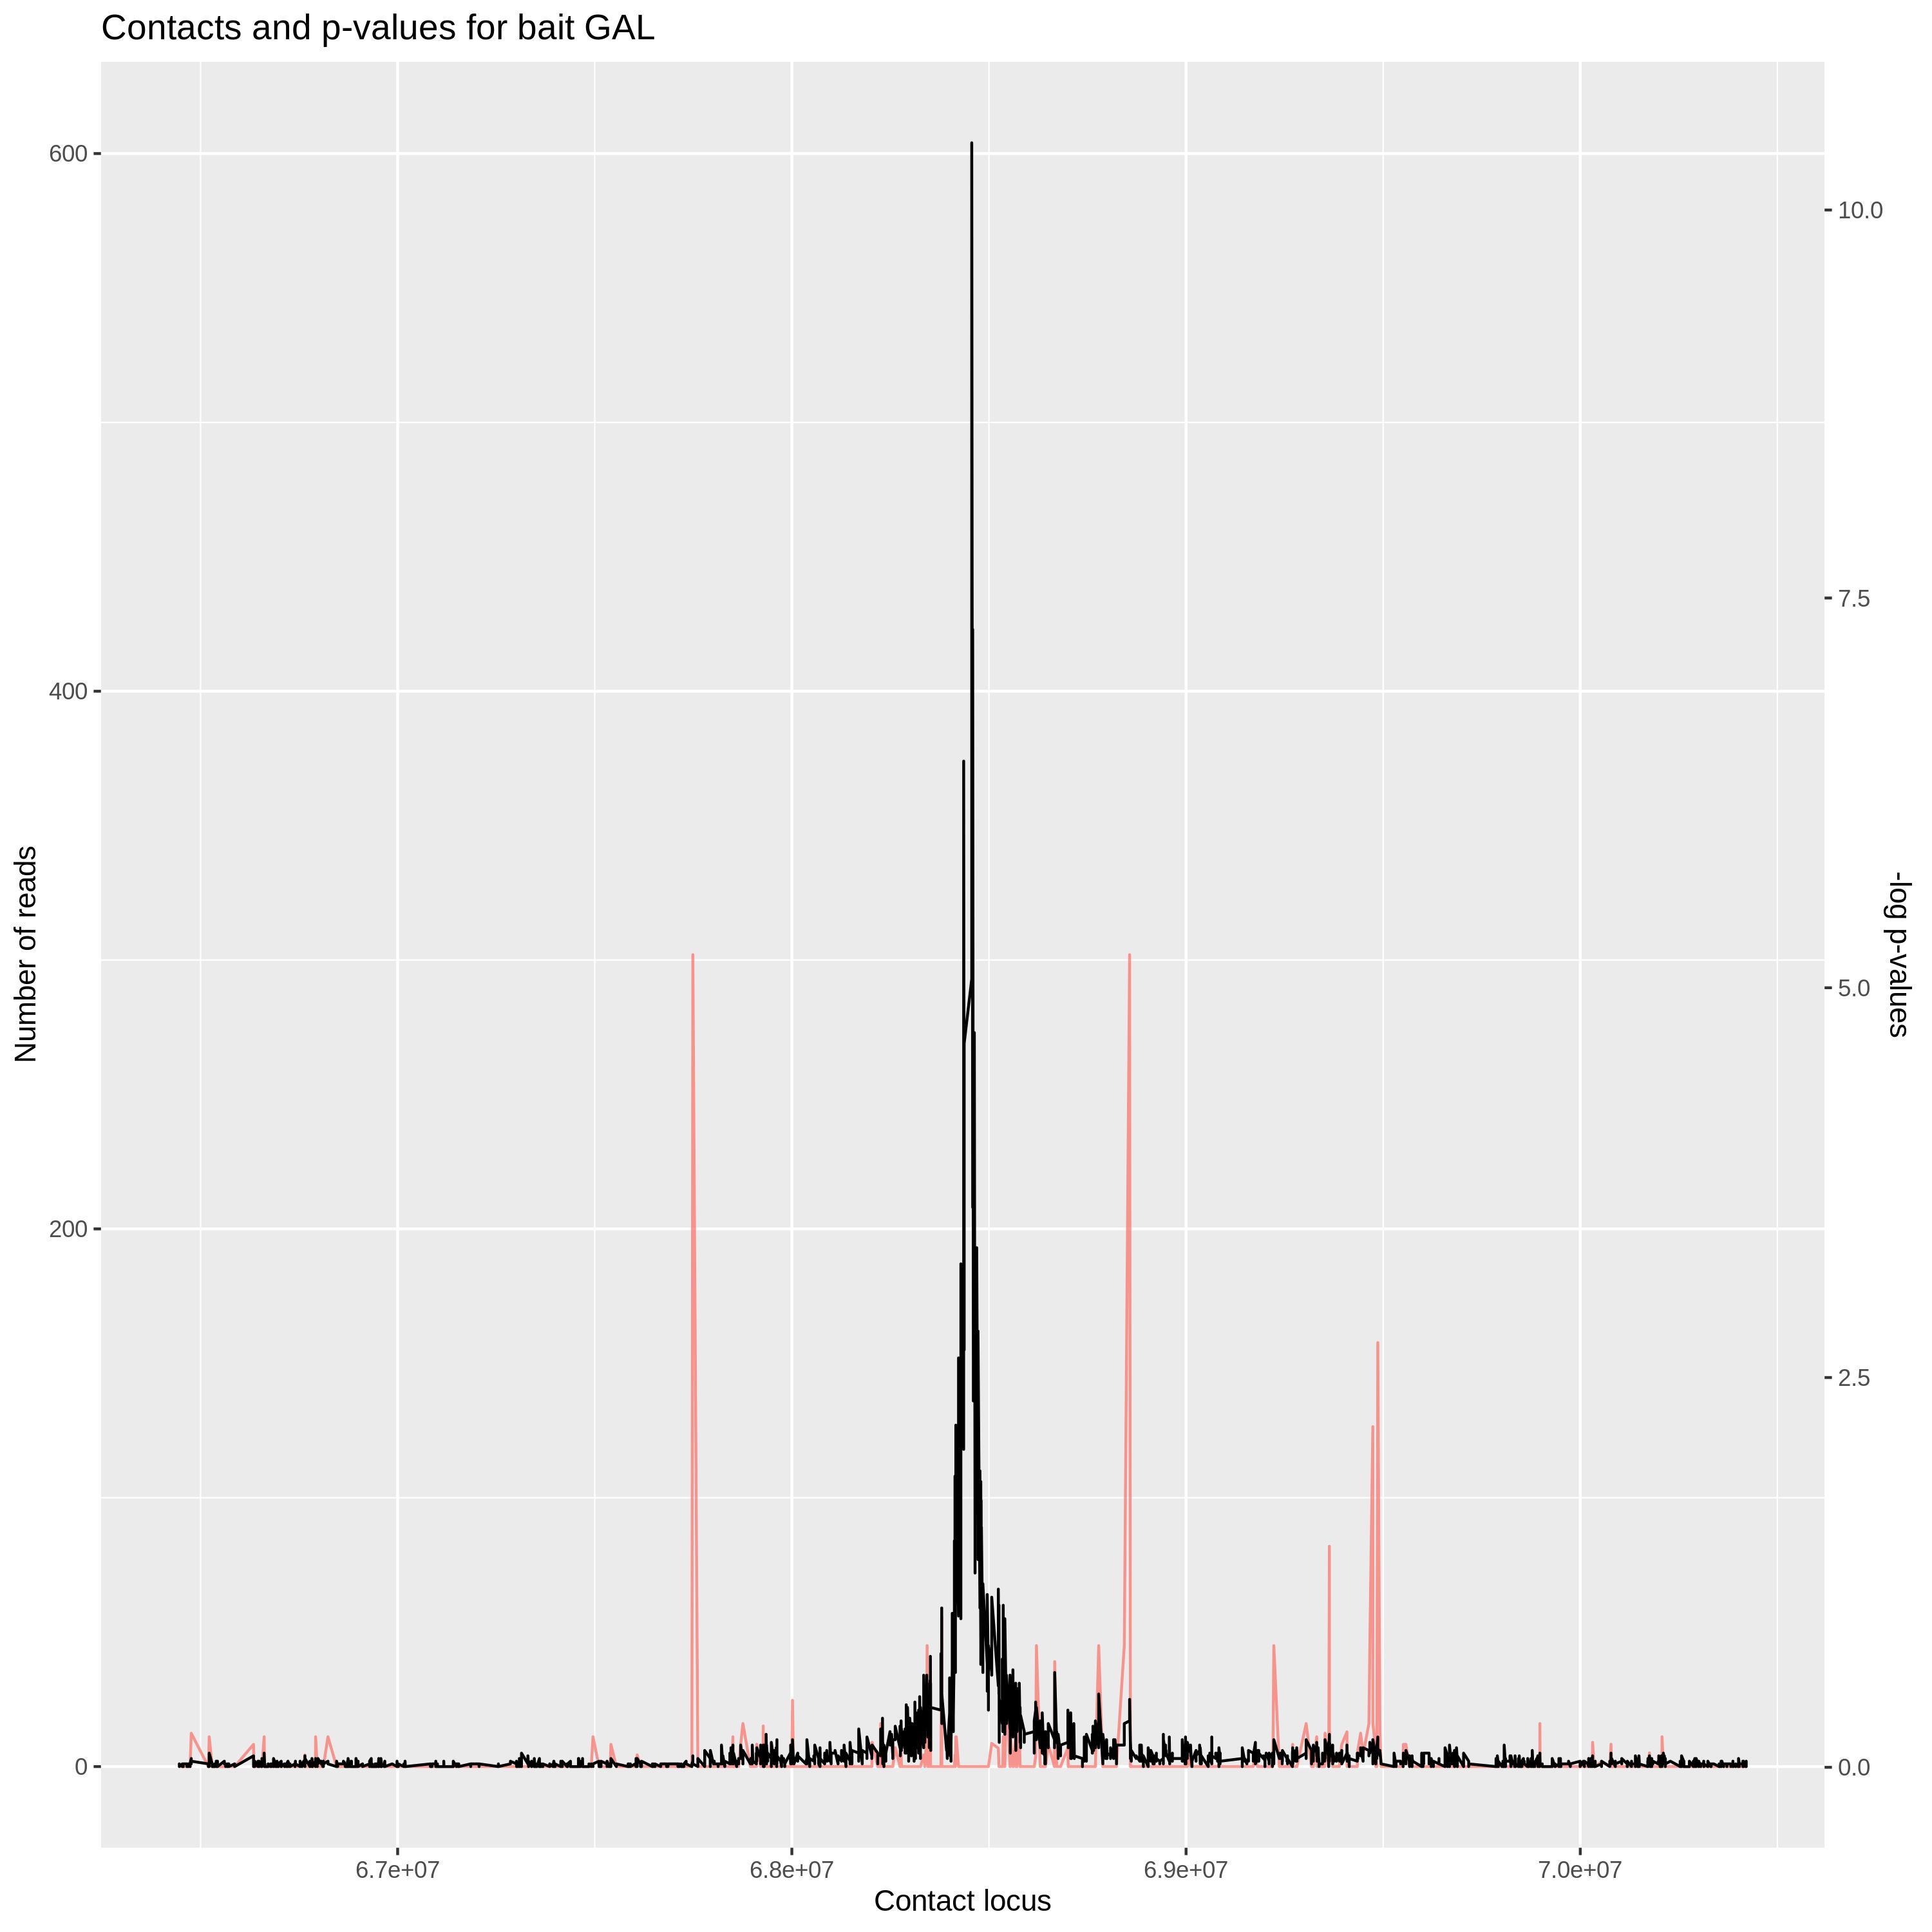 Contacts and p-values for bait GAL
600
400
200
0
Number of reads
10.0
7.5
5.0
2.5
0.0
-log p-values
6.7e+07
6.8e+07
6.9e+07
7.0e+07
Contact locus